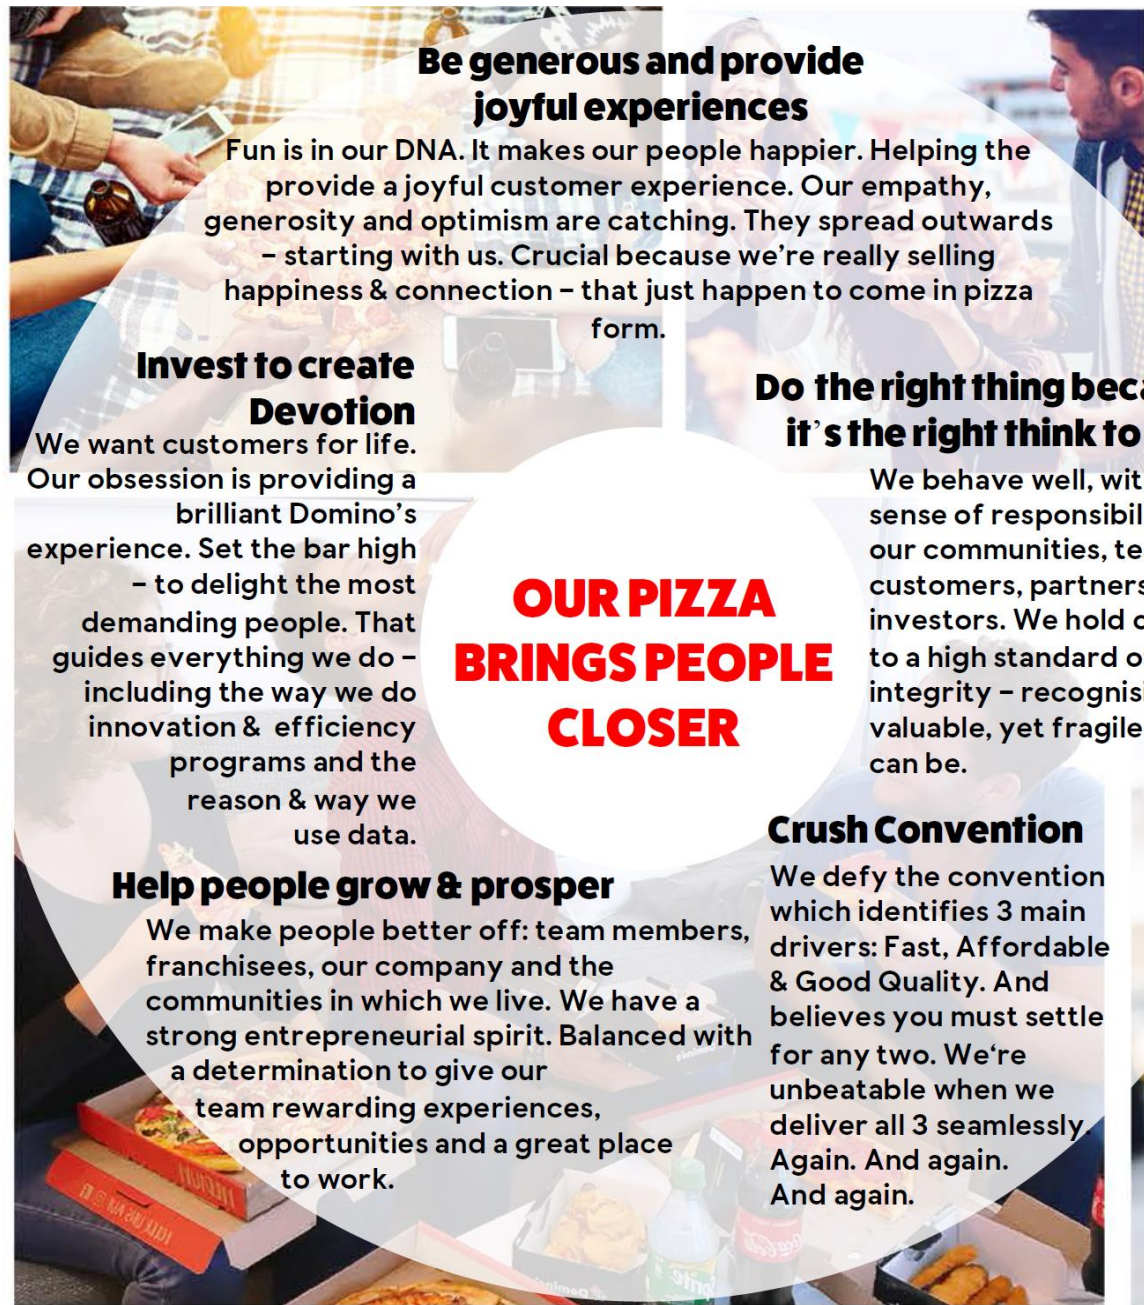 Be generous and provide
joyful experiences
Fun is in our DNA. It makes our people happier. Helping the
provide a joyful customer experience. Our empathy,
generosity and optimism are catching. They spread outwards
– starting with us. Crucial because we're really selling
happiness & connection – that just happen to come in pizza
form.
Invest to create
Devotion
We want customers for life.
Our obsession is providing a
brilliant Domino's
experience. Set the bar high
– to delight the most
demanding people. That
guides everything we do –
including the way we do
innovation & efficiency
programs and the
reason & way we
use data.
Do the right thing
it's the right think to
We behave well,
sense of
our communities,
customers, partners
investors. We hold
to a high standard
integrity –
valuable, yet fragile
can be.
OUR PIZZA
BRINGS PEOPLE
CLOSER
Help people grow & prosper
We make people better off: team members,
franchisees, our company and the
communities in which we live. We have a
strong entrepreneurial spirit. Balanced with
a determination to give our
team rewarding experiences,
opportunities and a great place
to work.
Crush Convention
We defy the convention
which identifies 3 main
drivers: Fast, Affordable
& Good Quality. And
believes you must settle
for any two. We‘re
unbeatable when we
deliver all 3 seamlessly.
Again. And again.
And again.
Sprite
Coca-Cola